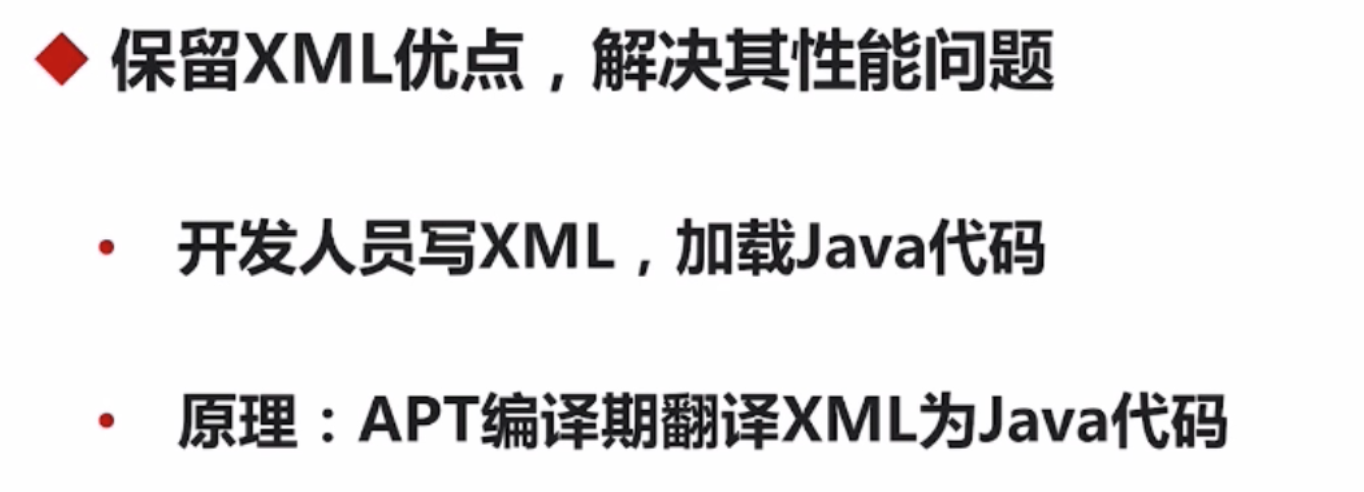 保留XML优点，解决其性能问题
开发人员写XML，加载Java代码
原理：APT编译期翻译XML为Java代码